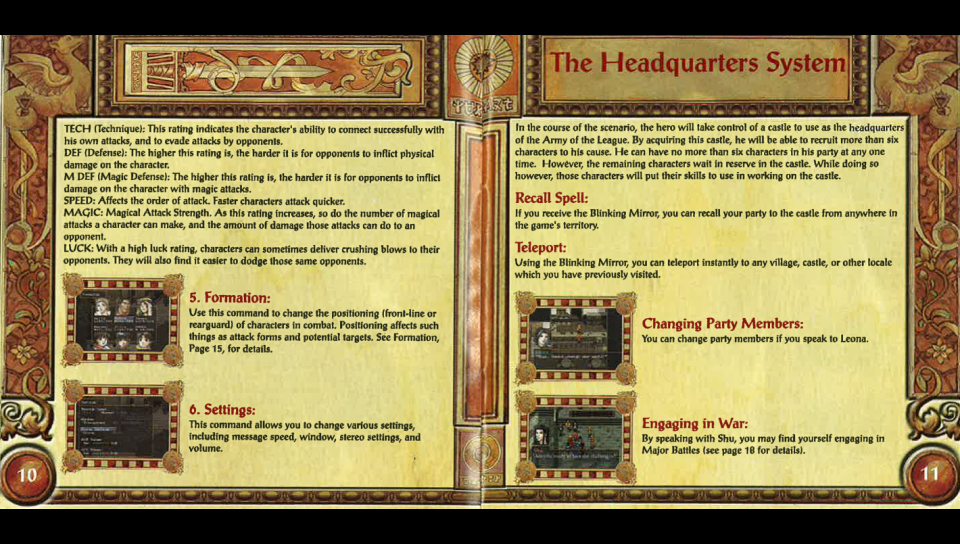 TECH (Technique): This rating indicates the character's ability to connect successfully with
his own attacks, and to evade attacks by opponents.
DEF (Defense): The higher this rating is, the harder it is for opponents to inflict physical
damage on the character.
M DEF (Magic Defense): The higher this rating is, the harder it is for opponents to inflict
damage on the character with magic attacks.
SPEED: Affects the order of attack. Faster characters attack quicker.
MAGIC: Magical Attack Strength. As this rating increases, so do the number of magical
attacks a character can make, and the amount of damage those attacks can do to an
opponent.
LUCK: With a high luck rating, characters can sometimes deliver crushing blows to their
opponents. They will also find it easier to dodge those same opponents.
5. Formation:
Use this command to change the positioning (front-line or
rearguard) of characters in combat. Positioning affects such
things as attack forms and potential targets. See Formation,
Page 15, for details.
6. Settings:
This command allows you to change various settings,
including message speed, window, stereo settings, and
volume.
10
The Headquarters System
In the course of the scenario, the hero will take control of a castle to use as the headquarters
of the Army of the League. By acquiring this castle, he will be able to recruit more than six
characters to his cause. He can have no more than six characters in his party at any one
time. However, the remaining characters wait in reserve in the castle. While doing so
however, those characters will put their skills to use in working on the castle.
Recall Spell:
If you receive the Blinking Mirror, you can recall your party to the castle from anywhere in
the game's territory.
Teleport:
Using the Blinking Mirror, you can teleport instantly to any village, castle, or other locale
which you have previously visited.
Changing Party Members:
You can change party members if you speak to Leona.
Engaging in War:
By speaking with Shu, you may find yourself engaging in
Major Battles (see page 18 for details).
11